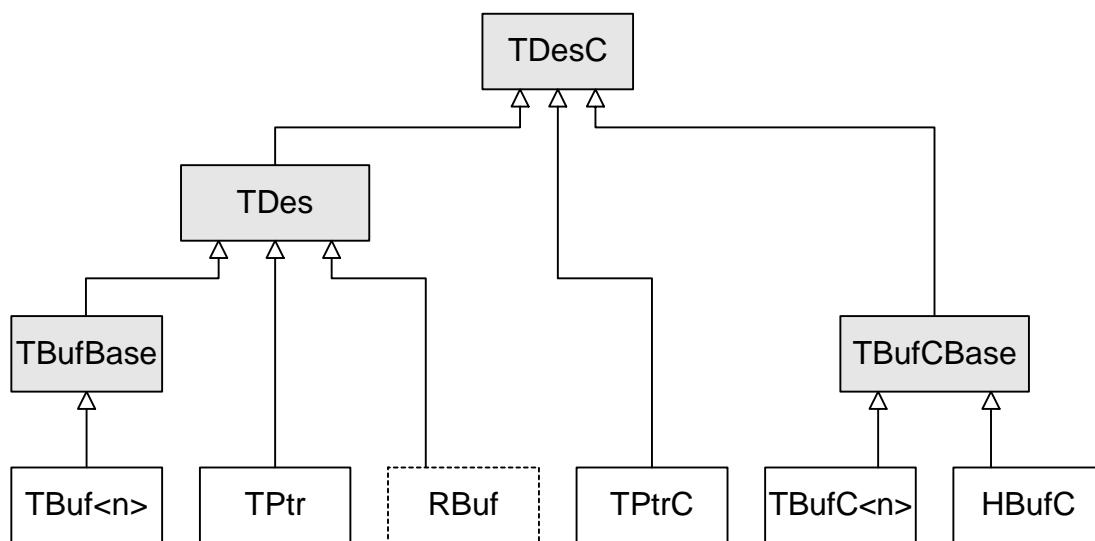 TDesC
TDes
TBufBase
TBufCBase
TBuf<n>
TPtr
RBuf
TPtrC
TBufC<n>
HBufC